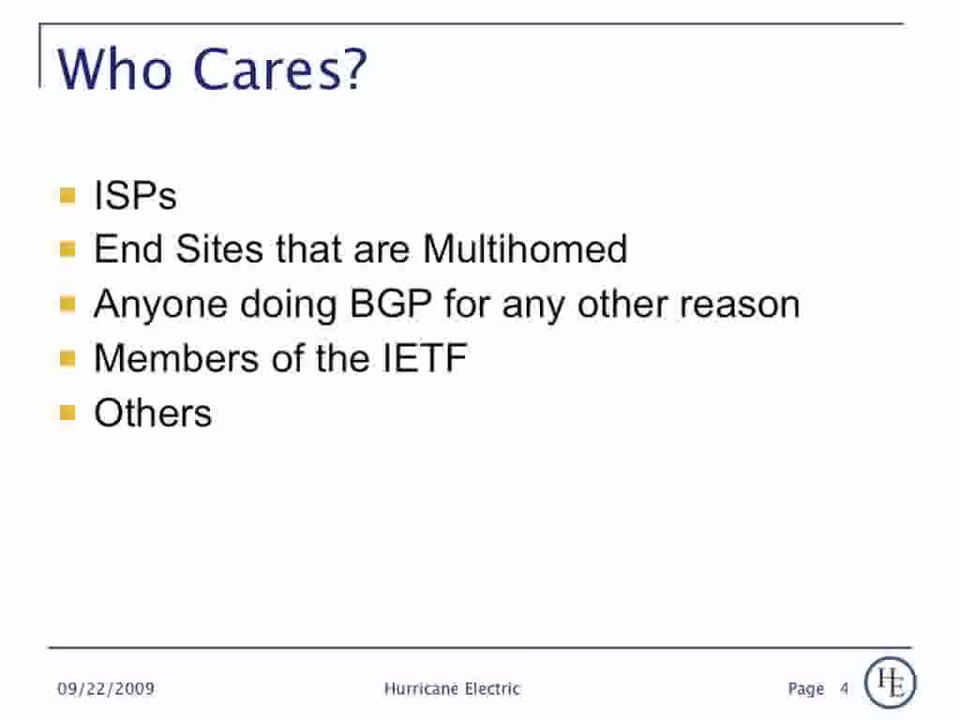 Who Cares?
ISPs
End Sites that are Multihomed
Anyone doing BGP for any other reason
Members of the IETF
Others
09/22/2009 Hurricane Electric Page 4
HE